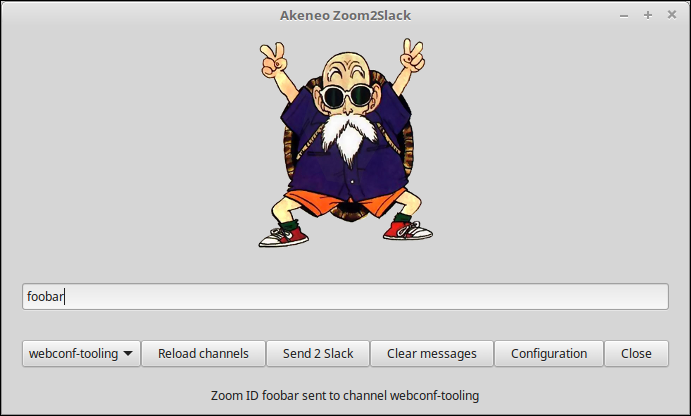 Akeneo Zoom2Slack
foobar
webconf-tooling Reload channels Send 2 Slack Clear messages Configuration Close
Zoom ID foobar sent to channel webconf-tooling